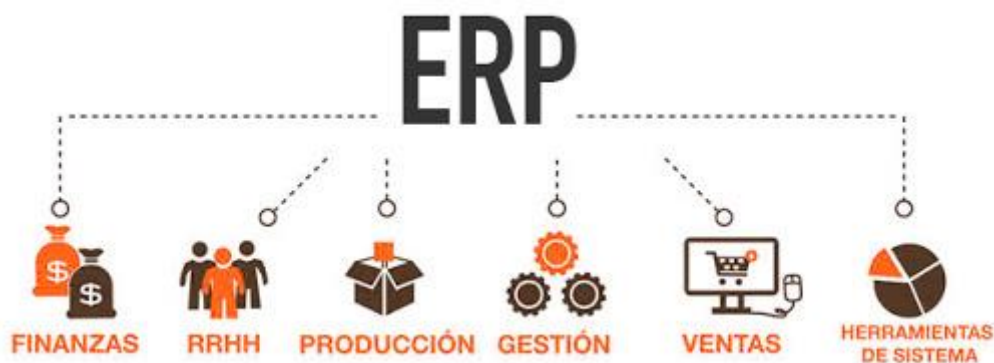 ERP
FINANZAS
RRHH
PRODUCCIÓN
GESTIÓN
VENTAS
HERRAMIENTAS
DE SISTEMA
$
$